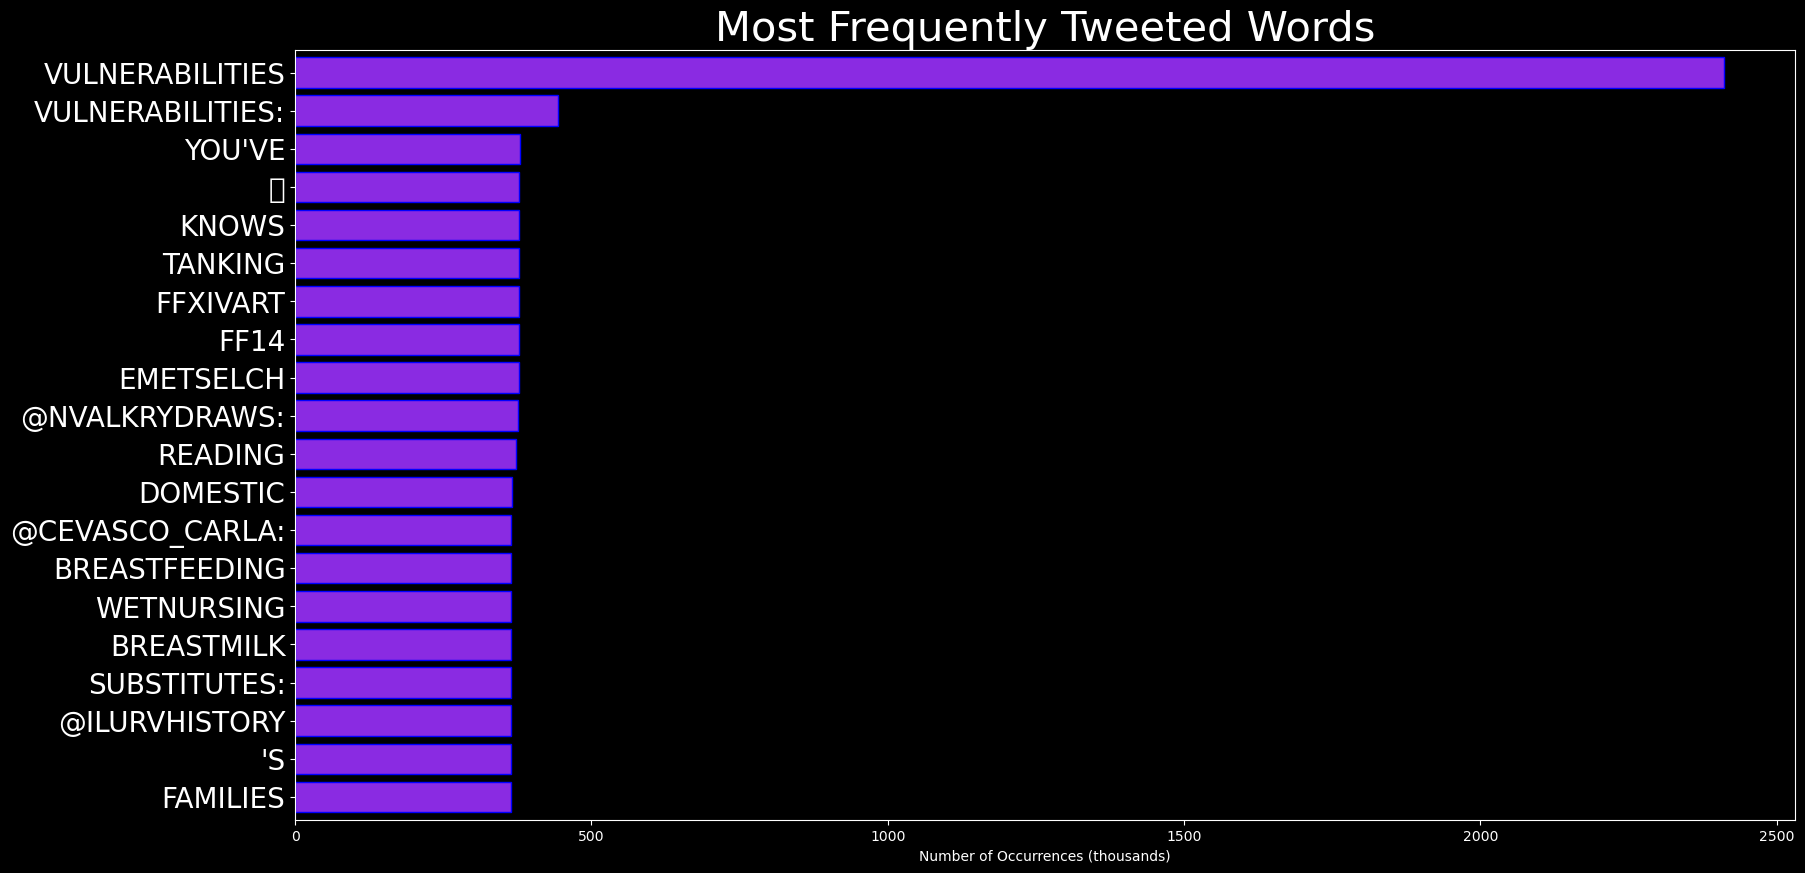 Most Frequently Tweeted Words
VULNERABILITIES
VULNERABILITIES:
YOU'VE
KNOWS
TANKING
FFXIVART
FF14
EMETSELCH
@NVALKRYDRAWS:
READING
DOMESTIC
@CEVASCO_CARLA:
BREASTFEEDING
WETNURSING
BREASTMILK
SUBSTITUTES:
@ILURVHISTORY
'S
FAMILIES
0 500 1000 1500 2000 2500
Number of Occurrences (thousands)